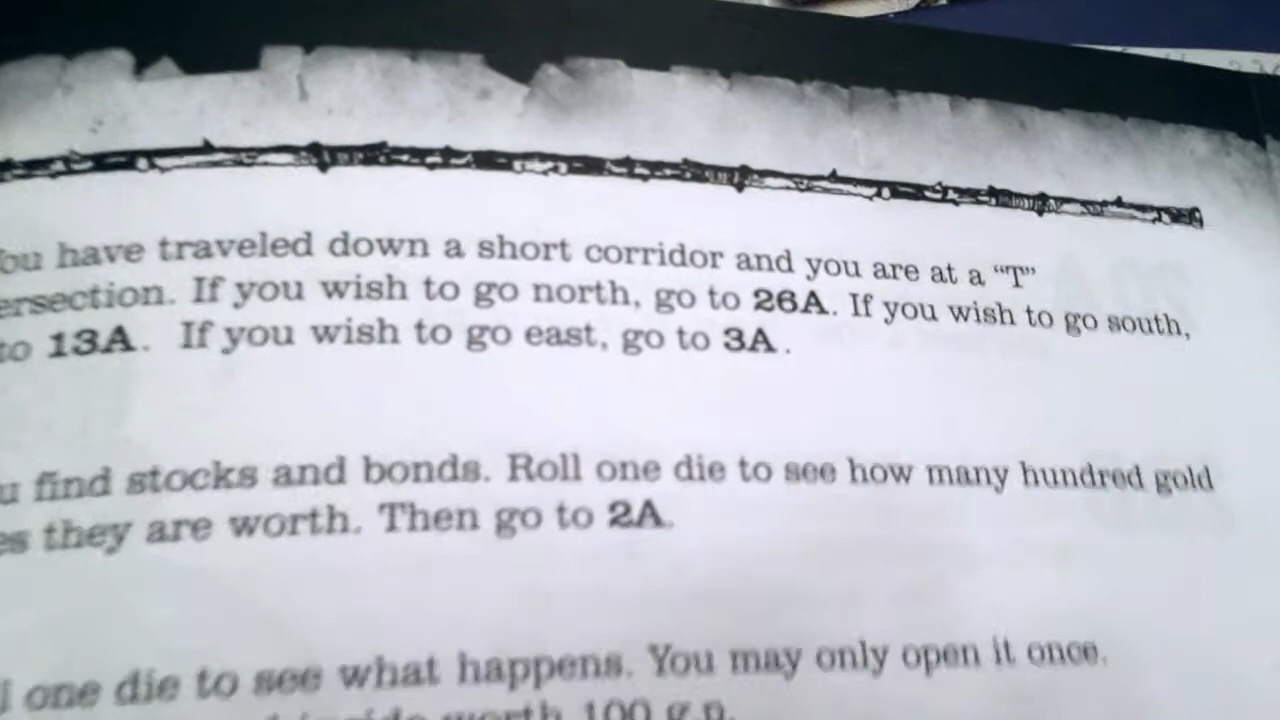 ou have traveled down a short corridor and you are at a “T”
ersection. If you wish to go north, go to 26A. If you wish to go south,
to 13A. If you wish to go east, go to 3A.
u find stocks and bonds. Roll one die to see how many hundred gold
es they are worth. Then go to 2A.
one die to see what happens. You may only open it once.
worth 100 g.p.